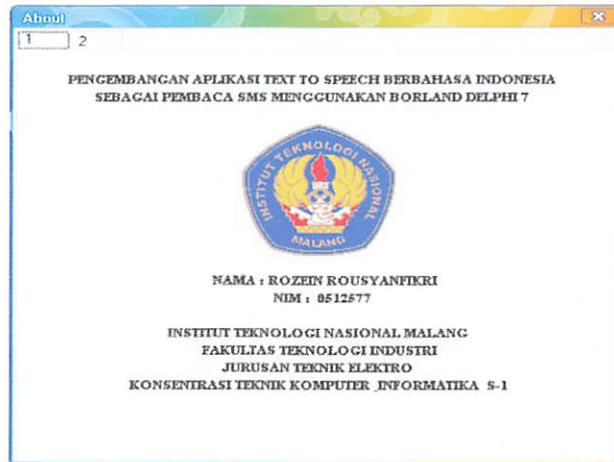 About
1 2
PENGEMBANGAN APLIKASI TEXT TO SPEECH BERBAHASA INDONESIA
SEBAGAI PEMBACA SMS MENGGUNAKAN BORLAND DELPHI 7
INSTITUT TEKNOLOGI NASIONAL
MALANG
NAMA : ROZEIN ROUSYANFIKRI
NIM : 0512577
INSTITUT TEKNOLOGI NASIONAL MALANG
FAKULTAS TEKNOLOGI INDUSTRI
JURUSAN TEKNIK ELEKTRO
KONSENTRASI TEKNIK KOMPUTER_INFORMATIKA S-1